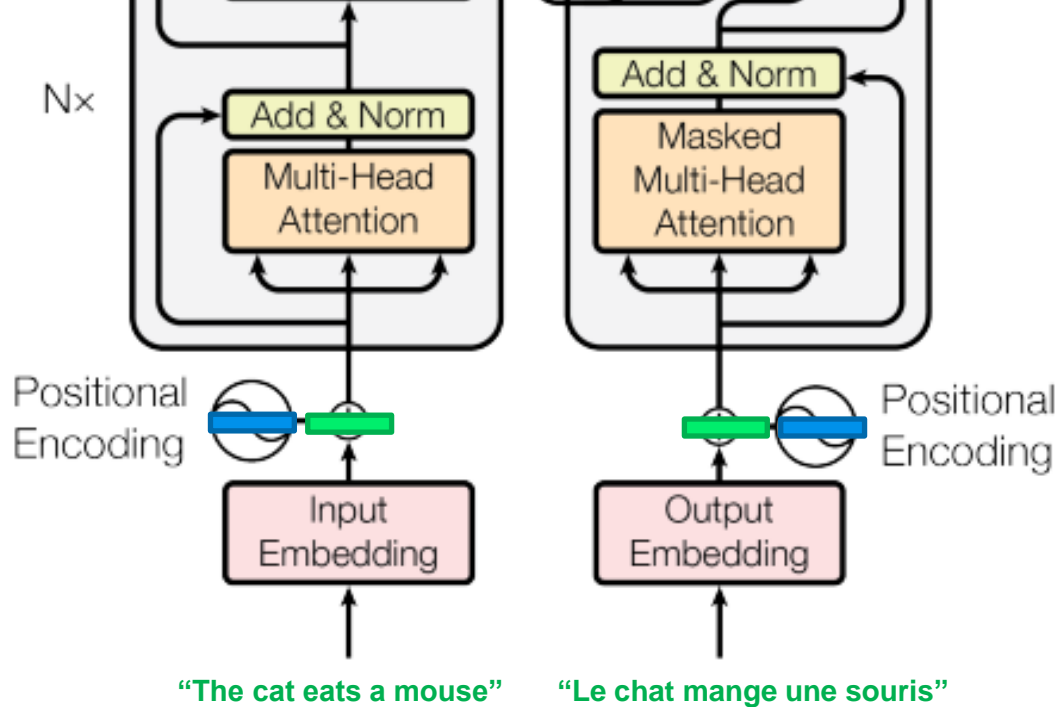 Nx
Add & Norm
Multi-Head
Attention
Add & Norm
Masked
Multi-Head
Attention
Positional
Encoding
Positional
Encoding
Input
Embedding
Output
Embedding
“The cat eats a mouse”
“Le chat mange une souris”